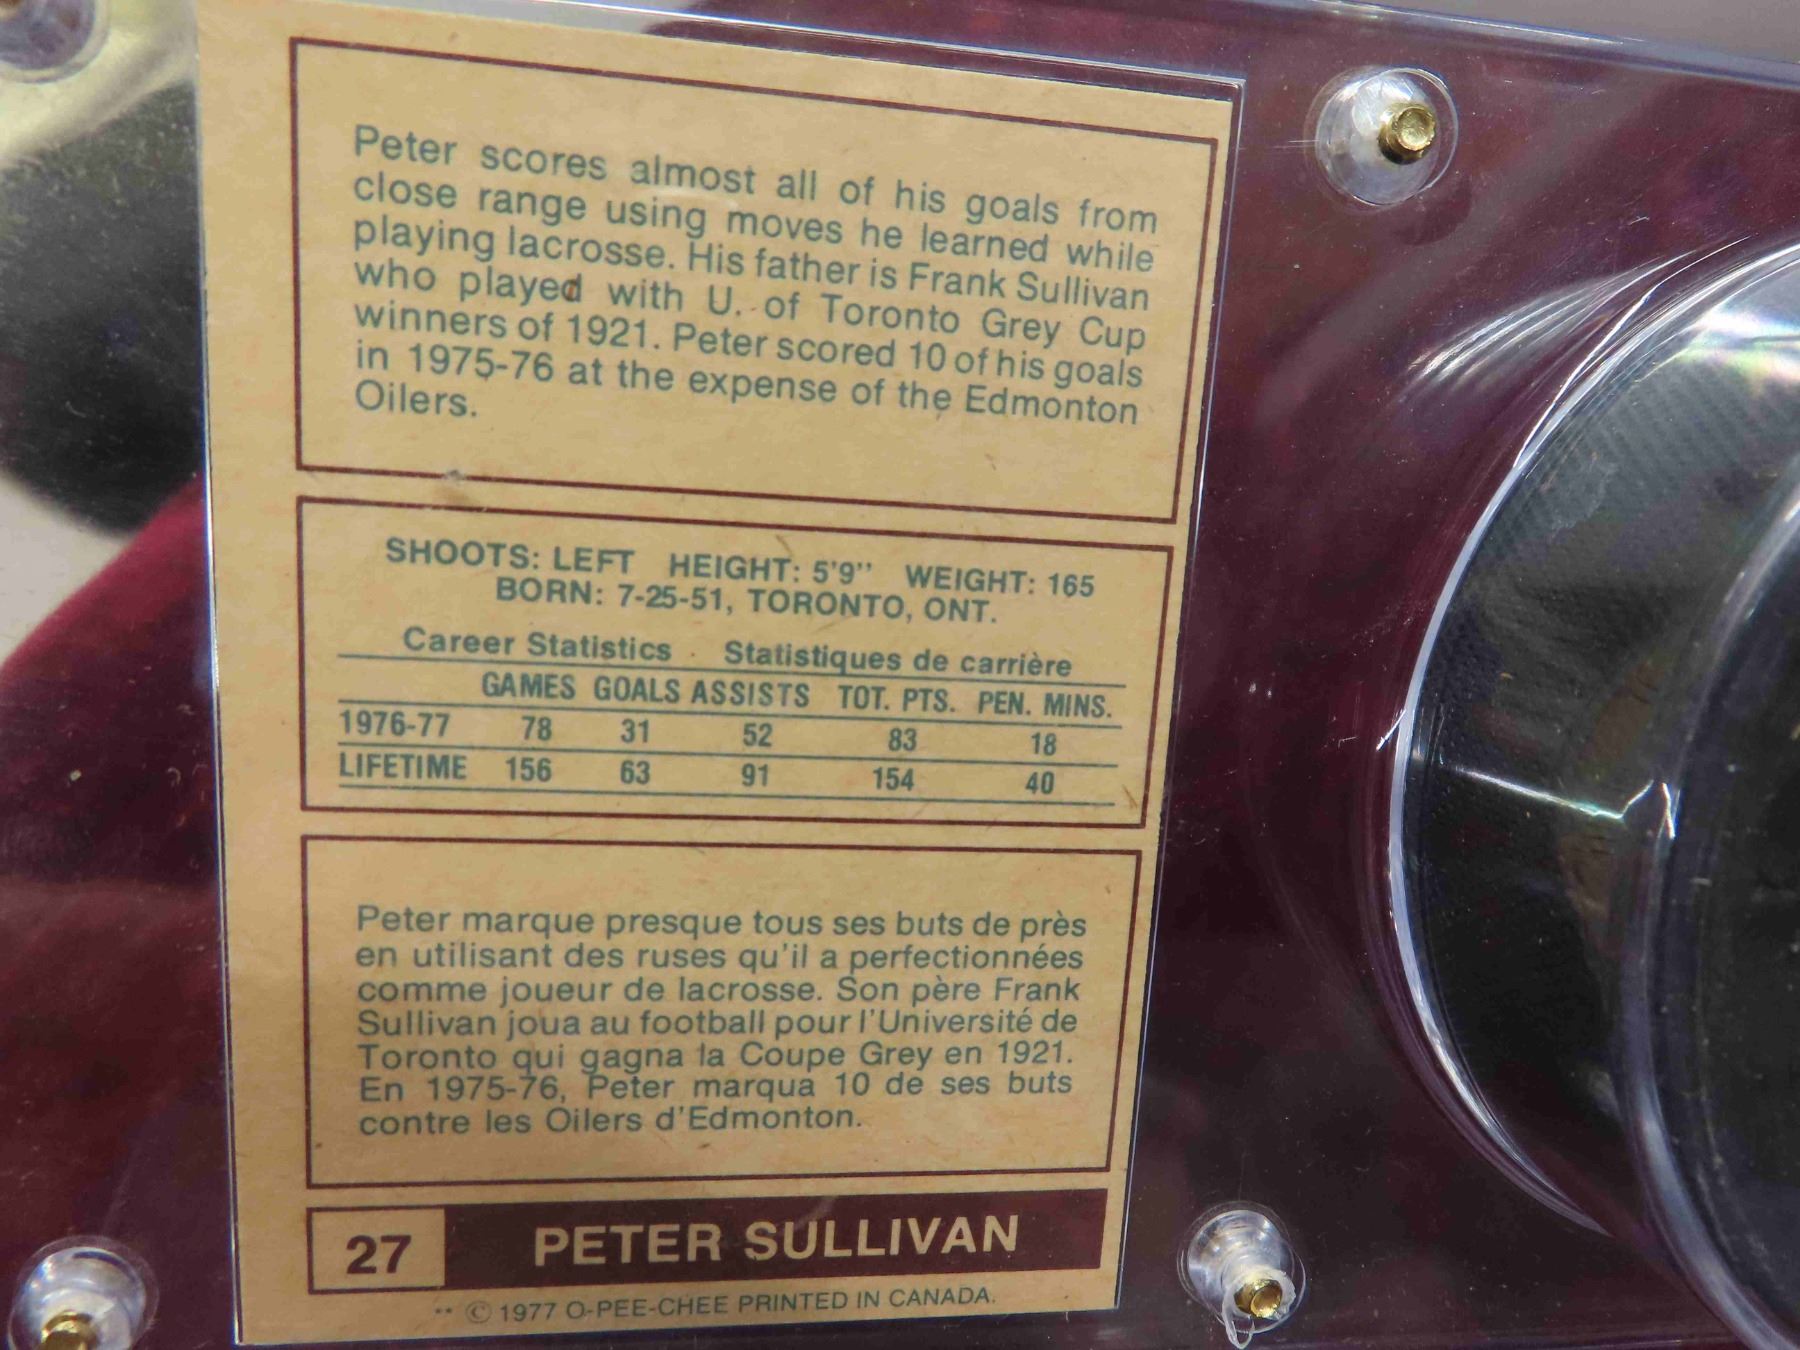 Peter scores almost all of his goals from
close range using moves he learned while
playing lacrosse. His father is Frank Sullivan
who played with U. of Toronto Grey Cup
winners of 1921. Peter scored 10 of his goals
in 1975-76 at the expense of the Edmonton
Oilers.
SHOOTS: LEFT HEIGHT: 5'9'' WEIGHT: 165
BORN: 7-25-51, TORONTO, ONT.
Career Statistics Statistiques de carrière
GAMES GOALS ASSISTS TOT. PTS. PEN. MINS.
1976-77 78 31 52 83 18
LIFETIME 156 63 91 154 40
Peter marque presque tous ses buts de près
en utilisant des ruses qu'il a perfectionnées
comme joueur de lacrosse. Son père Frank
Sullivan joua au football pour l'Université de
Toronto qui gagna la Coupe Grey en 1921.
En 1975-76, Peter marqua 10 de ses buts
contre les Oilers d'Edmonton.
27 PETER SULLIVAN
** © 1977 O-PEE-CHEE PRINTED IN CANADA.